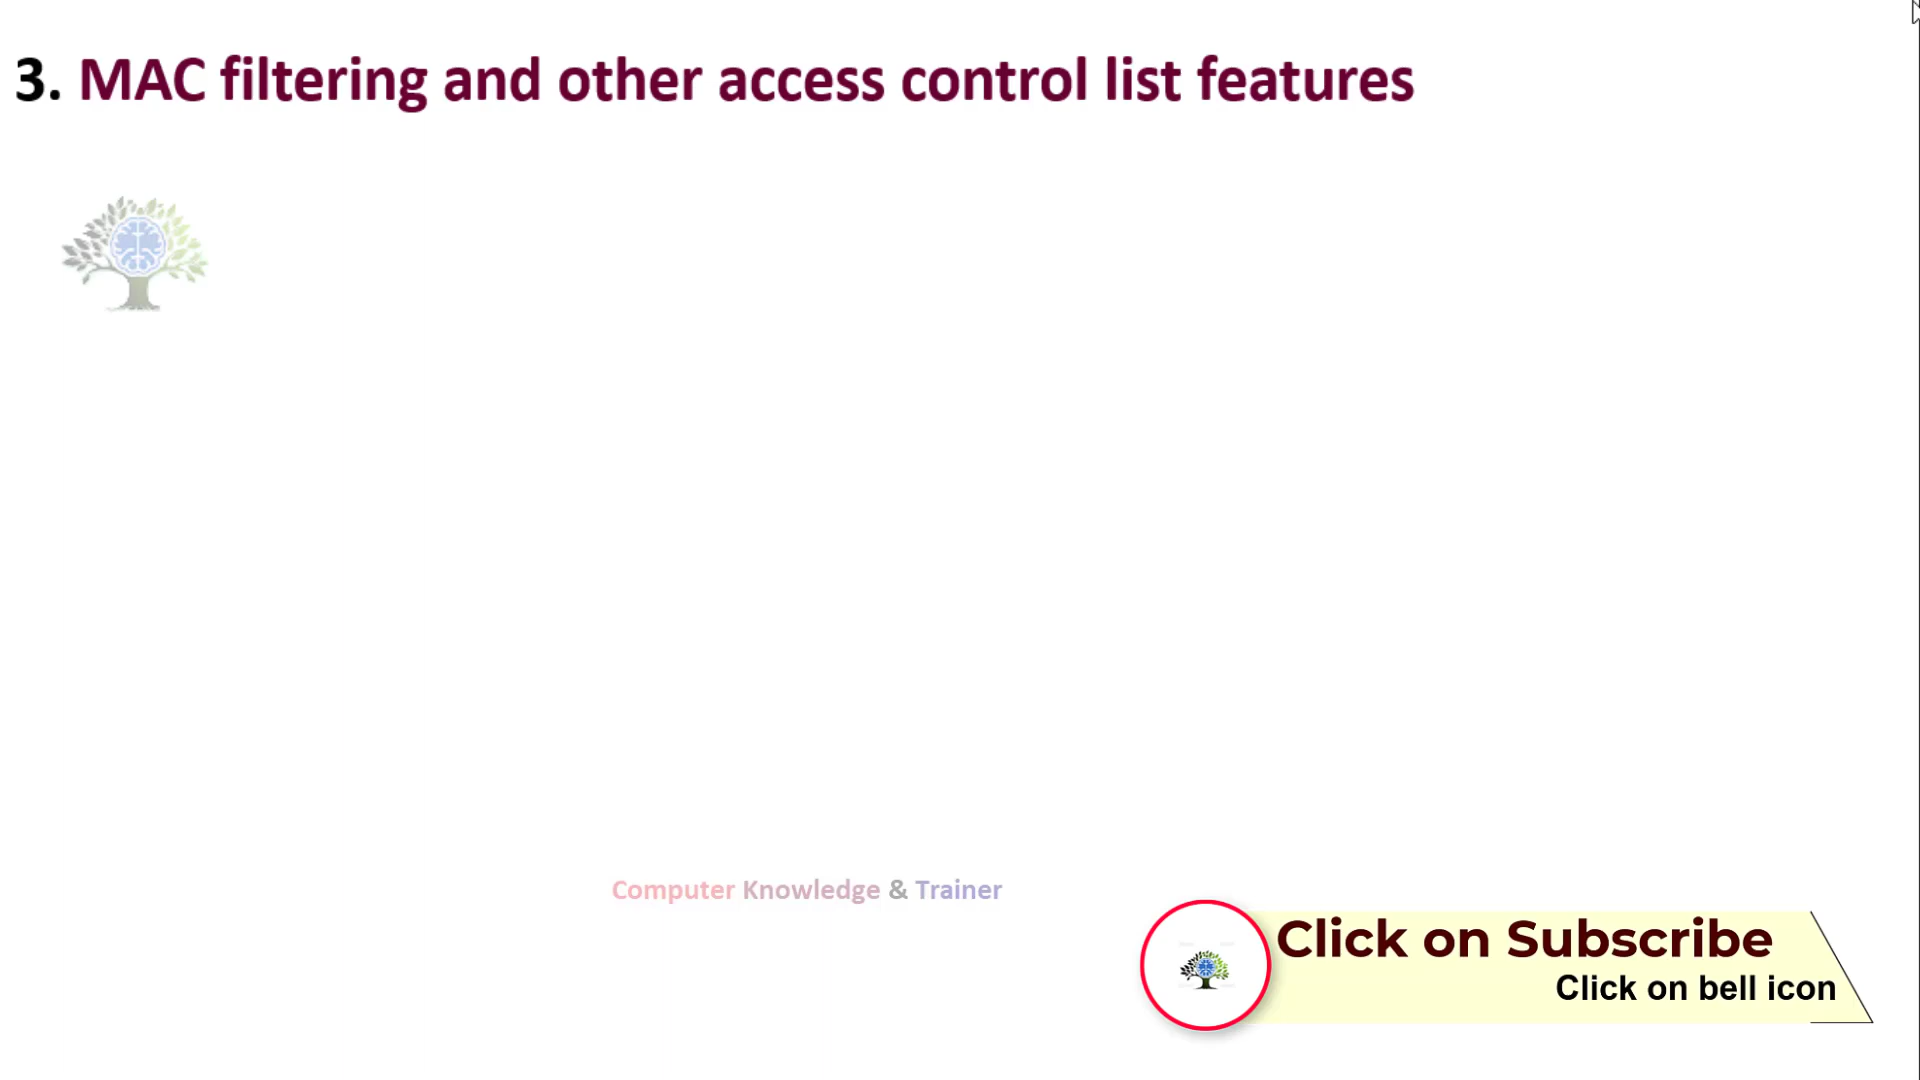 3. MAC filtering and other access control list features
Computer Knowledge & Trainer
Click on Subscribe
Click on bell icon